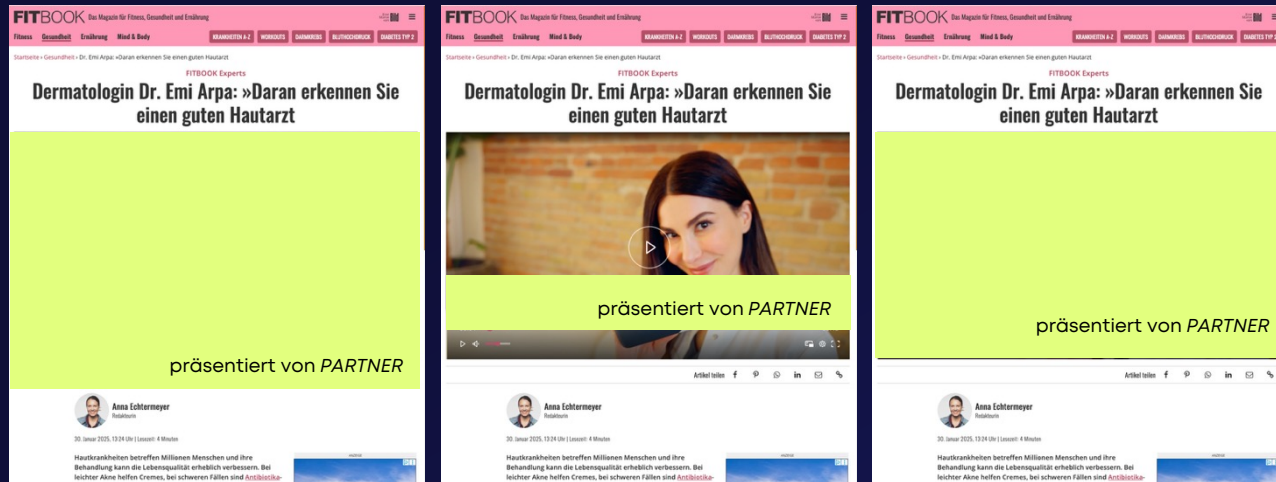 FITBOOK Das Magazin für Fitness, Gesundheit und Ernährung
Fitness Gesundheit Ernährung Mind & Body KRANKHEITEN A-Z WORKOUTS DARMKREBS BLUTHOCHDRUCK DIABETES TYP 2
Startseite › Gesundheit › Dr. Emi Arpa: »Daran erkennen Sie einen guten Hautarzt
FITBOOK Experts
Dermatologin Dr. Emi Arpa: »Daran erkennen Sie
einen guten Hautarzt
präsentiert von PARTNER
Anna Echtermeyer
Redakteurin
30. Januar 2025, 13:24 Uhr | Lesezeit: 4 Minuten
Hautkrankheiten betreffen Millionen Menschen und ihre
Behandlung kann die Lebensqualität erheblich verbessern. Bei
leichter Akne helfen Cremes, bei schweren Fällen sind Antibiotika-
FITBOOK Das Magazin für Fitness, Gesundheit und Ernährung
Fitness Gesundheit Ernährung Mind & Body KRANKHEITEN A-Z WORKOUTS DARMKREBS BLUTHOCHDRUCK DIABETES TYP 2
Startseite › Gesundheit › Dr. Emi Arpa: »Daran erkennen Sie einen guten Hautarzt
FITBOOK Experts
Dermatologin Dr. Emi Arpa: »Daran erkennen Sie
einen guten Hautarzt
präsentiert von PARTNER
Artikel teilen
Anna Echtermeyer
Redakteurin
30. Januar 2025, 13:24 Uhr | Lesezeit: 4 Minuten
Hautkrankheiten betreffen Millionen Menschen und ihre
Behandlung kann die Lebensqualität erheblich verbessern. Bei
leichter Akne helfen Cremes, bei schweren Fällen sind Antibiotika-
FITBOOK Das Magazin für Fitness, Gesundheit und Ernährung
Fitness Gesundheit Ernährung Mind & Body KRANKHEITEN A-Z WORKOUTS DARMKREBS BLUTHOCHDRUCK DIABETES TYP 2
Startseite › Gesundheit › Dr. Emi Arpa: »Daran erkennen Sie einen guten Hautarzt
FITBOOK Experts
Dermatologin Dr. Emi Arpa: »Daran erkennen Sie
einen guten Hautarzt
präsentiert von PARTNER
Artikel teilen
Anna Echtermeyer
Redakteurin
30. Januar 2025, 13:24 Uhr | Lesezeit: 4 Minuten
Hautkrankheiten betreffen Millionen Menschen und ihre
Behandlung kann die Lebensqualität erheblich verbessern. Bei
leichter Akne helfen Cremes, bei schweren Fällen sind Antibiotika-